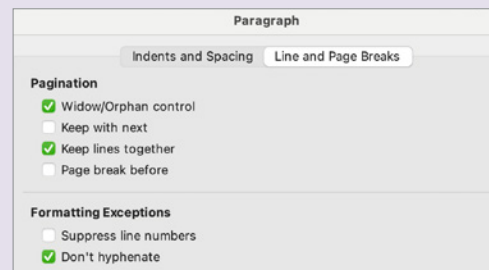 Paragraph
Indents and Spacing Line and Page Breaks
Pagination
Widow/Orphan control
Keep with next
Keep lines together
Page break before
Formatting Exceptions
Suppress line numbers
Don't hyphenate